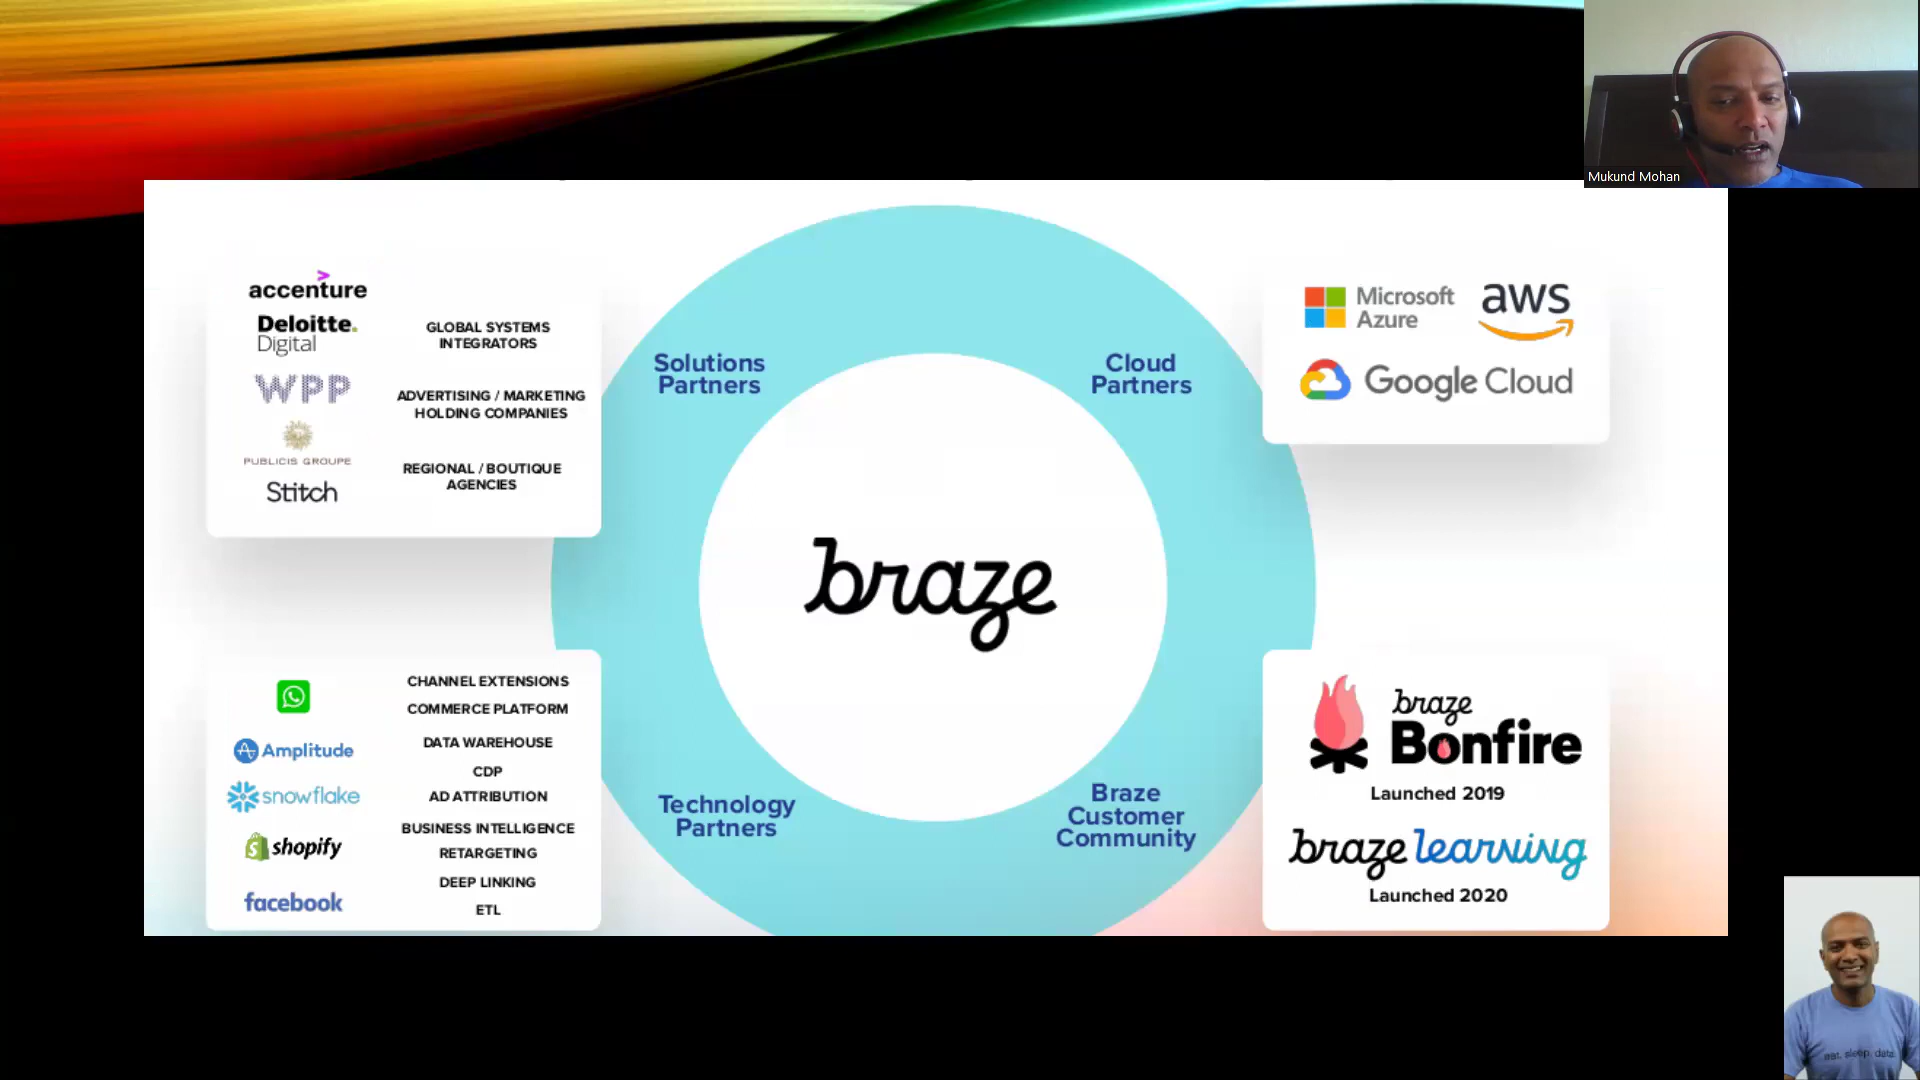 Mukund Mohan
accenture
Deloitte.
Digital
WPP
PUBLICIS GROUPE
Stitch
GLOBAL SYSTEMS
INTEGRATORS
ADVERTISING / MARKETING
HOLDING COMPANIES
REGIONAL / BOUTIQUE
AGENCIES
Solutions
Partners
Cloud
Partners
Microsoft
Azure
aws
Google Cloud
braze
Amplitude
snowflake
shopify
facebook
CHANNEL EXTENSIONS
COMMERCE PLATFORM
DATA WAREHOUSE
CDP
AD ATTRIBUTION
BUSINESS INTELLIGENCE
RETARGETING
DEEP LINKING
ETL
Technology
Partners
Braze
Customer
Community
braze
Bonfire
Launched 2019
braze learning
Launched 2020
eat. sleep. data.